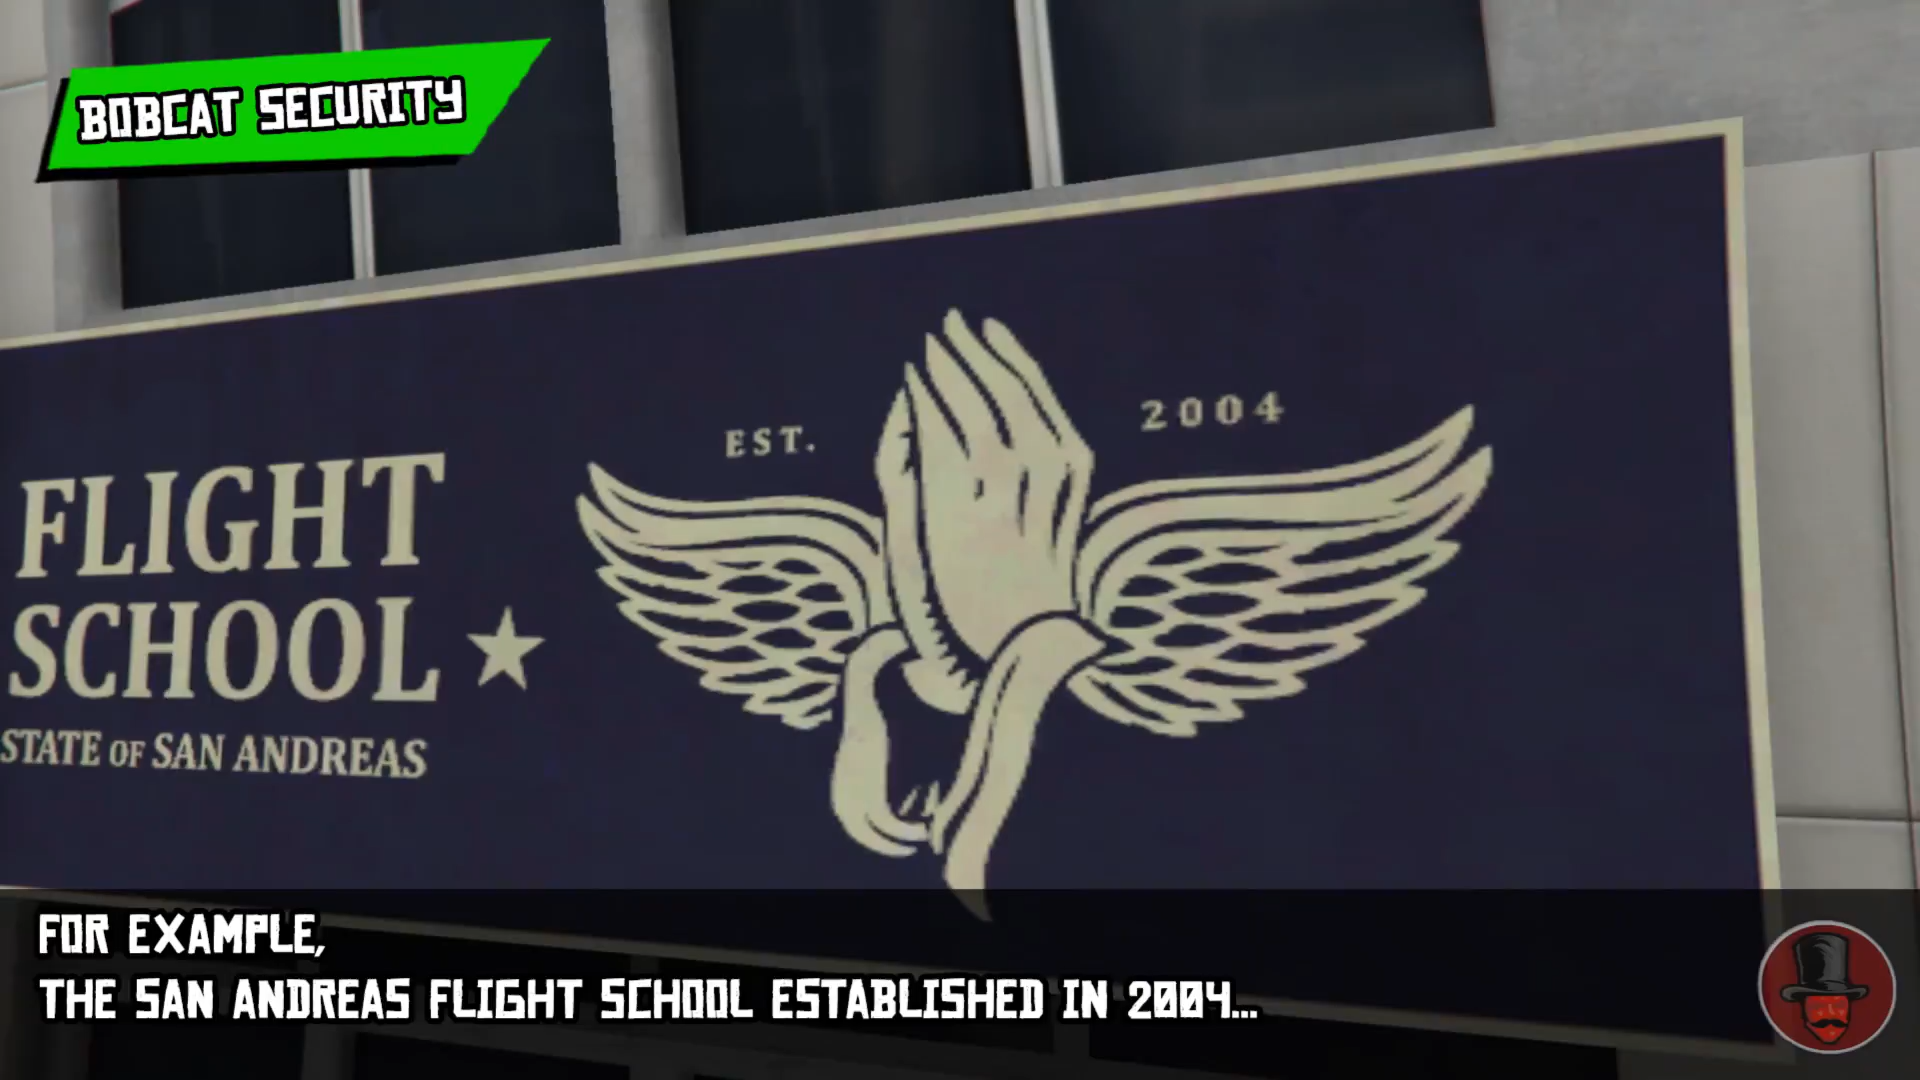 BOBCAT SECURITY
EST. 2004
FLIGHT
SCHOOL
STATE OF SAN ANDREAS
FOR EXAMPLE,
THE SAN ANDREAS FLIGHT SCHOOL ESTABLISHED IN 2004...